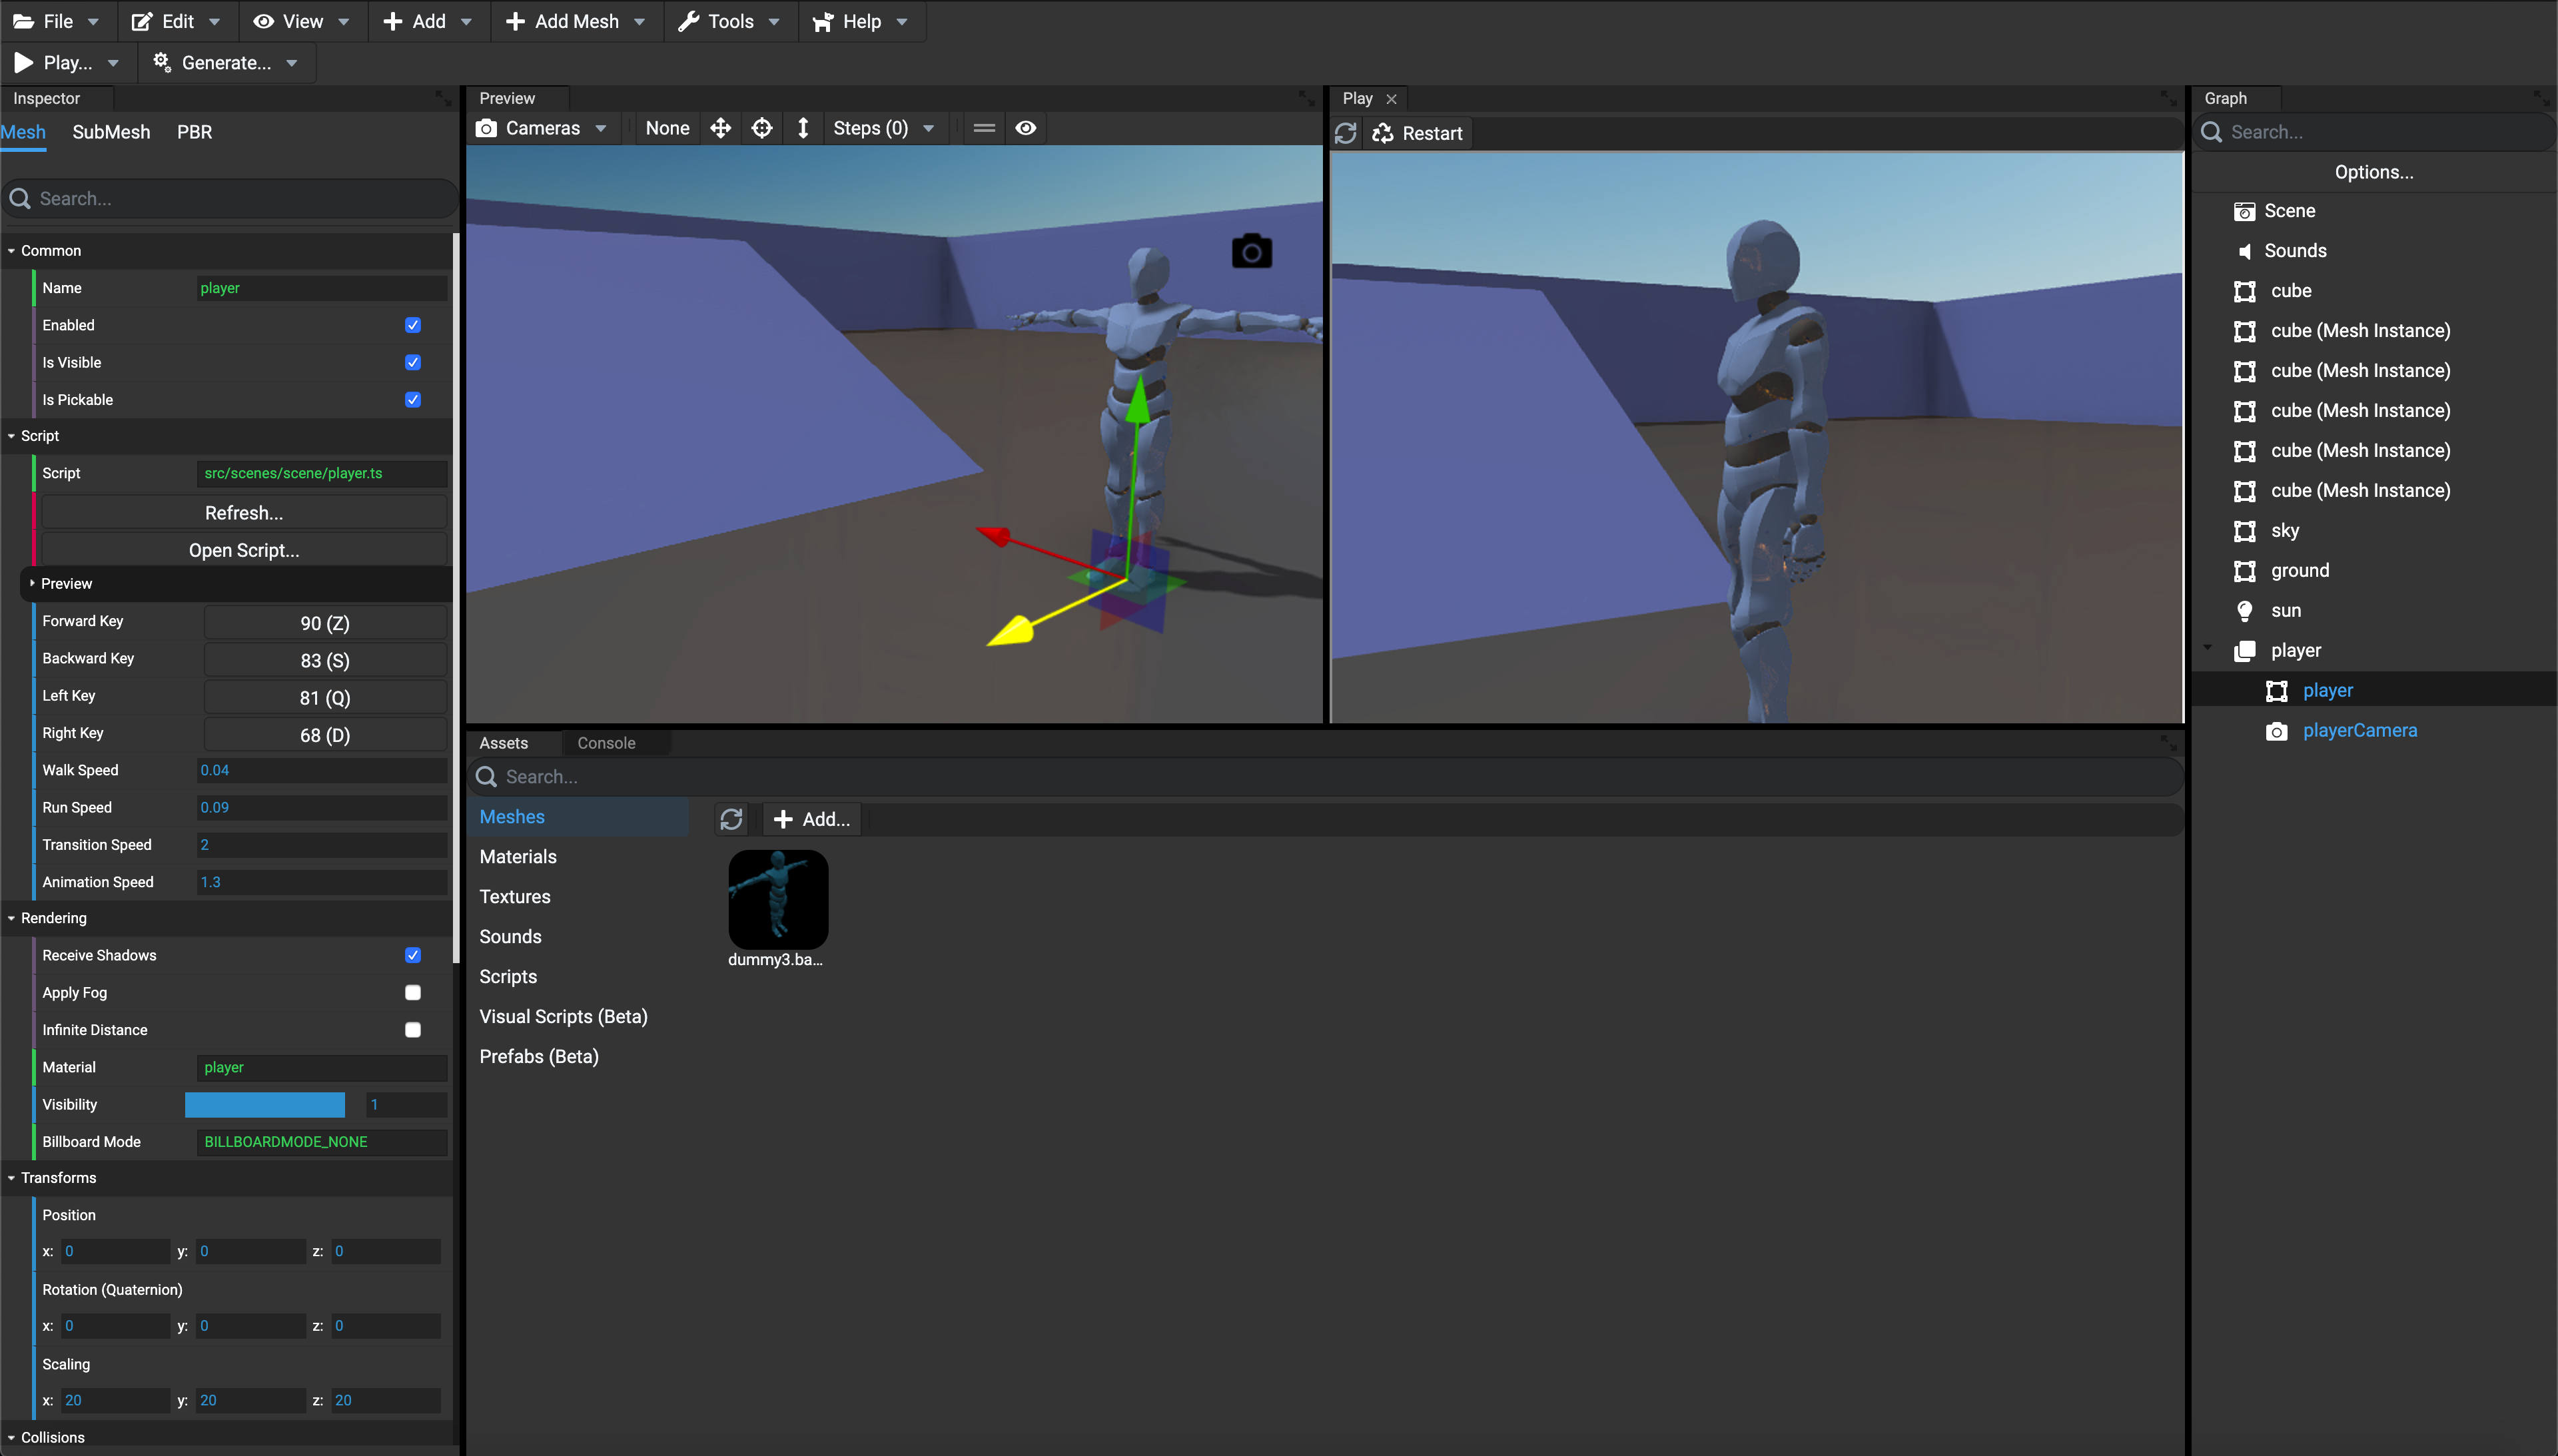 File Edit View Add Add Mesh Tools Help
Play... Generate...
Inspector
Mesh SubMesh PBR
Search...
Common
Name player
Enabled
Is Visible
Is Pickable
Script
Script src/scenes/scene/player.ts
Refresh...
Open Script...
Preview
Forward Key 90 (Z)
Backward Key 83 (S)
Left Key 81 (Q)
Right Key 68 (D)
Walk Speed 0.04
Run Speed 0.09
Transition Speed 2
Animation Speed 1.3
Rendering
Receive Shadows
Apply Fog
Infinite Distance
Material player
Visibility 1
Billboard Mode BILLBOARDMODE_NONE
Transforms
Position
x: 0 y: 0 z: 0
Rotation (Quaternion)
x: 0 y: 0 z: 0
Scaling
x: 20 y: 20 z: 20
Collisions
Preview
Cameras None Steps (0)
Play
Restart
Assets Console
Search...
Meshes
Materials
Textures
Sounds
Scripts
Visual Scripts (Beta)
Prefabs (Beta)
Add...
dummy3.ba...
Graph
Search...
Options...
Scene
Sounds
cube
cube (Mesh Instance)
cube (Mesh Instance)
cube (Mesh Instance)
cube (Mesh Instance)
cube (Mesh Instance)
sky
ground
sun
player
player
playerCamera